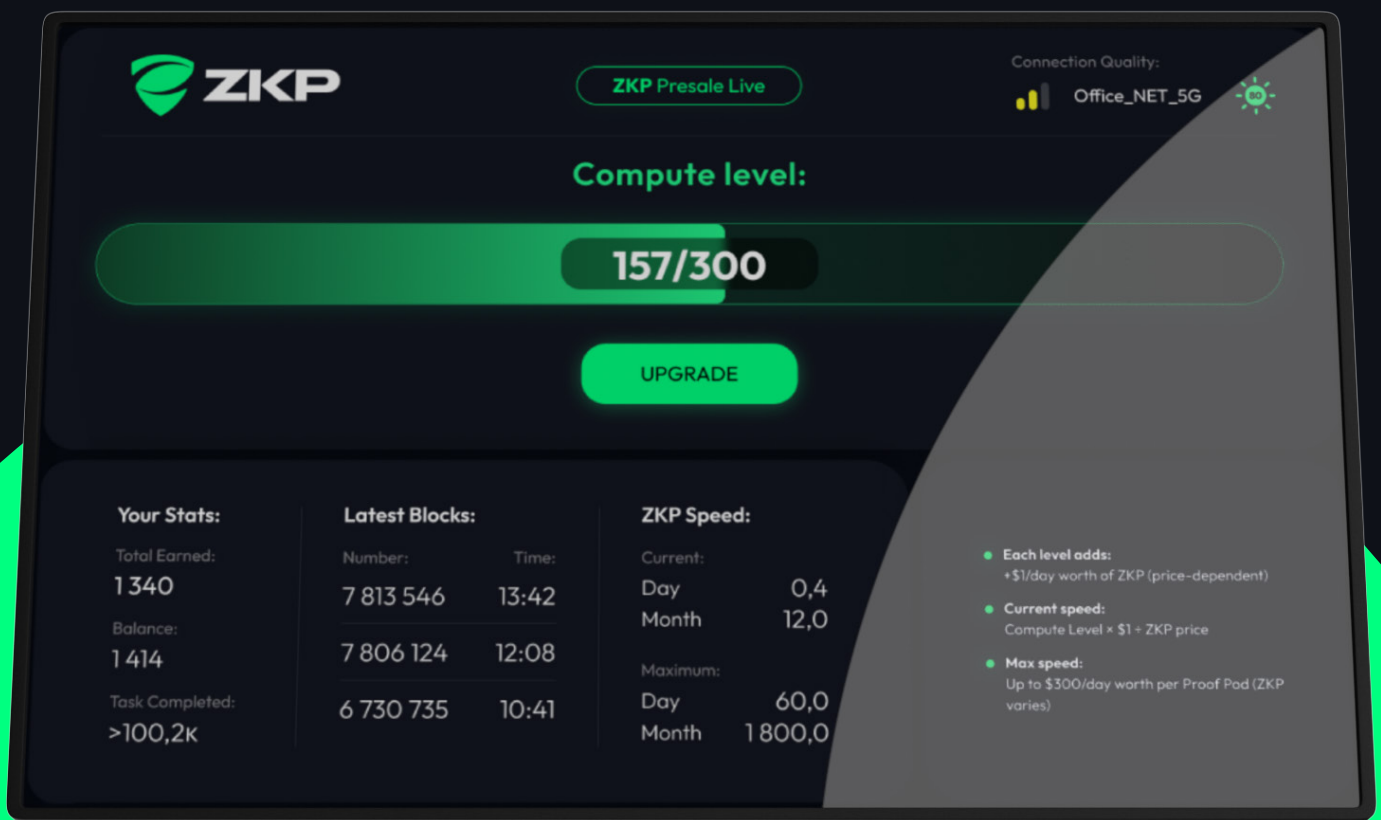 ZKP
ZKP Presale Live
Connection Quality:
Office_NET_5G
80
Compute level:
157/300
UPGRADE
Your Stats:
Total Earned:
1 340
Balance:
1 414
Task Completed:
>100,2к
Latest Blocks:
Number: Time:
7 813 546 13:42
7 806 124 12:08
6 730 735 10:41
ZKP Speed:
Current:
Day 0,4
Month 12,0
Maximum:
Day 60,0
Month 1 800,0
Each level adds:
+$1/day worth of ZKP (price-dependent)
Current speed:
Compute Level × $1 ÷ ZKP price
Max speed:
Up to $300/day worth per Proof Pod (ZKP
varies)